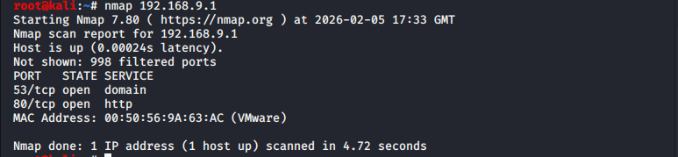 root@kali:~# nmap 192.168.9.1
Starting Nmap 7.80 ( https://nmap.org ) at 2026-02-05 17:33 GMT
Nmap scan report for 192.168.9.1
Host is up (0.00024s latency).
Not shown: 998 filtered ports
PORT   STATE SERVICE
53/tcp open  domain
80/tcp open  http
MAC Address: 00:50:56:9A:63:AC (VMware)
Nmap done: 1 IP address (1 host up) scanned in 4.72 seconds